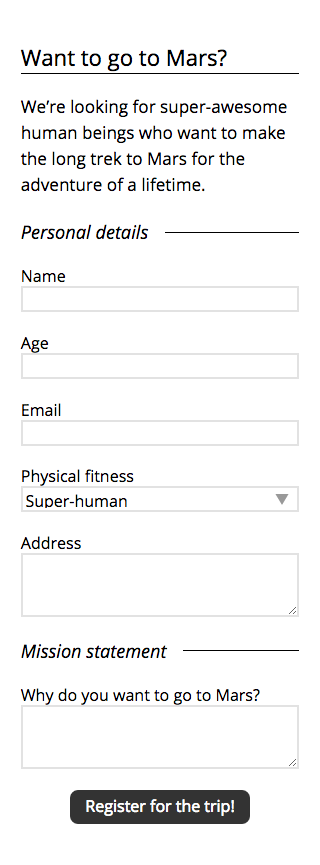 Want to go to Mars?
We’re looking for super-awesome
human beings who want to make
the long trek to Mars for the
adventure of a lifetime.
Personal details
Name
Age
Email
Physical fitness
Super-human
Address
Mission statement
Why do you want to go to Mars?
Register for the trip!